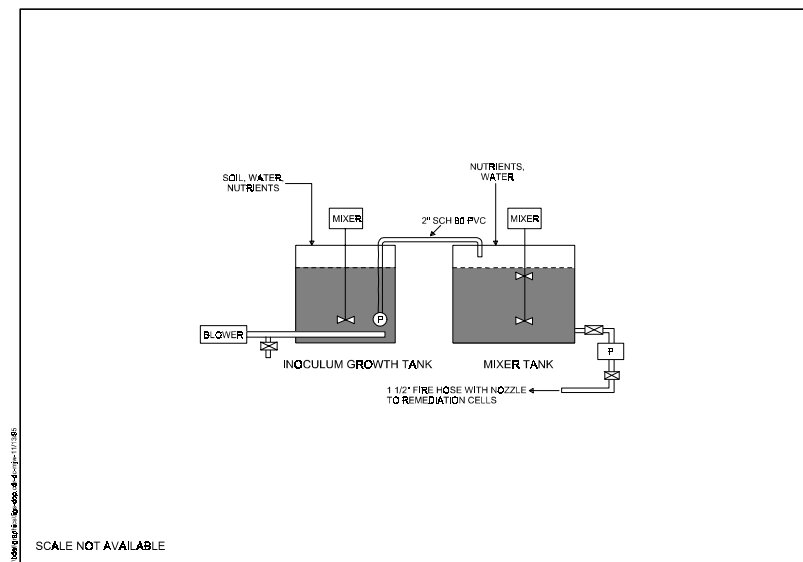 SOIL, WATER,
NUTRIENTS
NUTRIENTS,
WATER
MIXER
2" SCH 80 PVC
MIXER
P
BLOWER
P
INOCULUM GROWTH TANK
MIXER TANK
1 1/2" FIRE HOSE WITH NOZZLE
TO REMEDIATION CELLS
SCALE NOT AVAILABLE